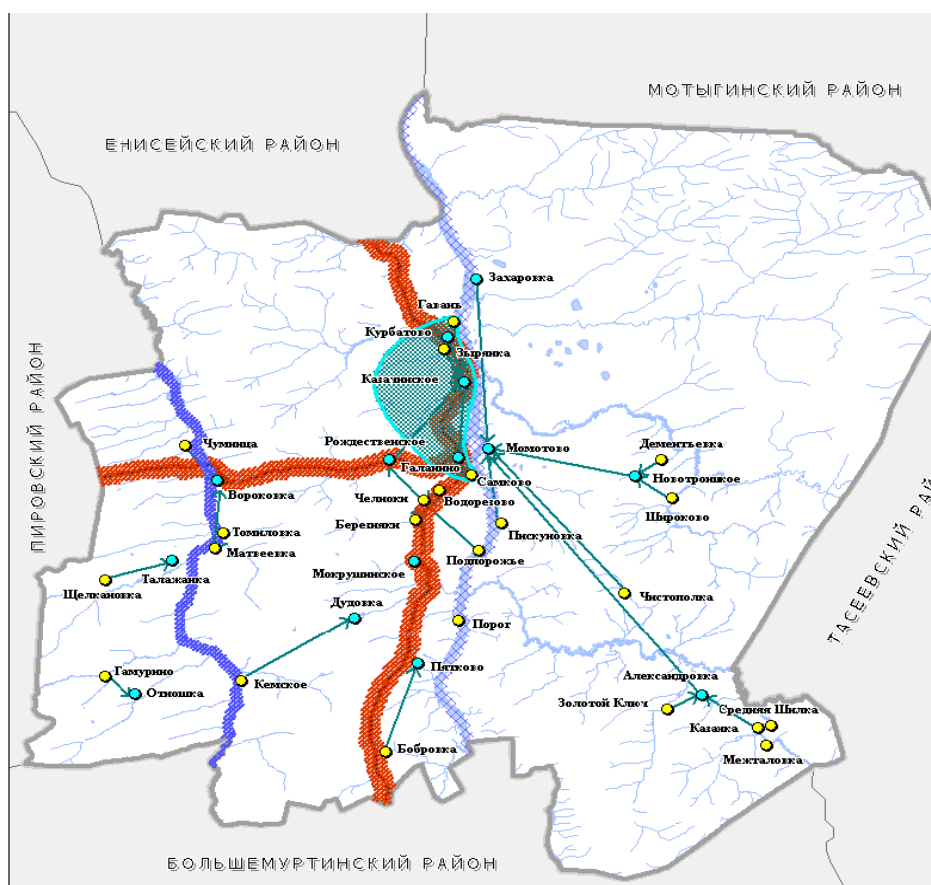 МОТЫГИНСКИЙ РАЙОН
ЕНИСЕЙСКИЙ РАЙОН
Захаровка
Гавань
Курбатово
Зырянка
Казачинское
ПИРОВСКИЙ РАЙОН
Чумница
Рождественское
Момотово
Дементьевка
Галанино
Новотроицкое
Самково
Вороковка
Челноки
Водорезово
Широково
Березняки
Пискуновка
Томиловка
Матвеевка
Подпорожье
Талажанка
Мокрушинское
Щелкановка
Чистополка
Дудовка
Порог
ТАСЕЕВСКИЙ РАЙ
Гамурино
Пятково
Александровка
Отношка
Кемское
Золотой Ключ
Средняя Шилка
Казанка
Бобровка
Межталовка
БОЛЬШЕМУРТИНСКИЙ РАЙОН